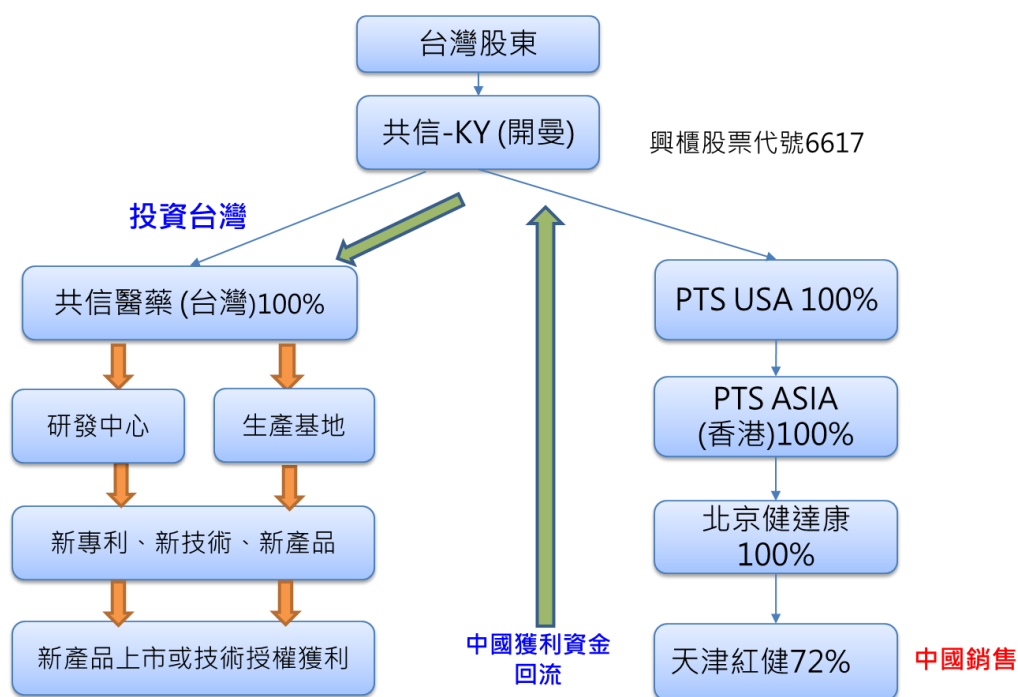 台灣股東
共信-KY (開曼)
興櫃股票代號6617
投資台灣
共信醫藥 (台灣)100%
PTS USA 100%
研發中心
生產基地
PTS ASIA
(香港)100%
新專利、新技術、新產品
北京健達康
100%
新產品上市或技術授權獲利
中國獲利資金
回流
天津紅健72%
中國銷售